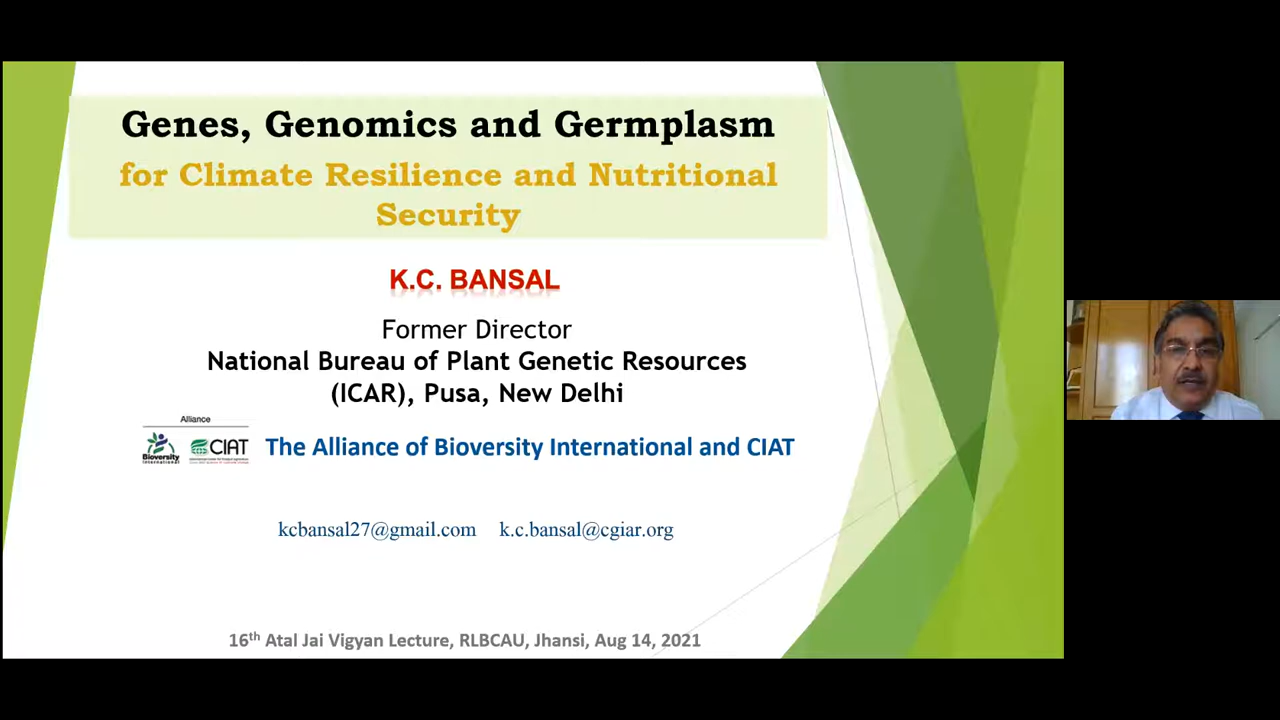 Genes, Genomics and Germplasm
for Climate Resilience and Nutritional
Security
K.C. BANSAL
Former Director
National Bureau of Plant Genetic Resources
(ICAR), Pusa, New Delhi
Alliance
Bioversity
International
CIAT
The Alliance of Bioversity International and CIAT
kcbansal27@gmail.com k.c.bansal@cgiar.org
16th Atal Jai Vigyan Lecture, RLBCAU, Jhansi, Aug 14, 2021